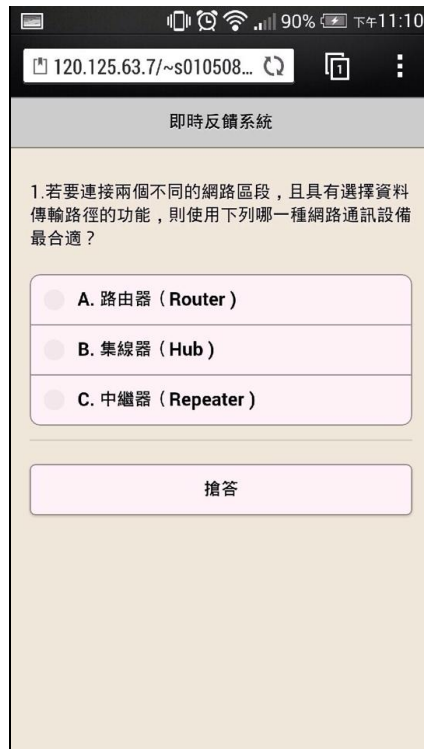 90% 下午11:10
120.125.63.7/~s010508... 1
即時反饋系統
1.若要連接兩個不同的網路區段，且具有選擇資料
傳輸路徑的功能，則使用下列哪一種網路通訊設備
最合適？
A. 路由器（Router）
B. 集線器（Hub）
C. 中繼器（Repeater）
搶答